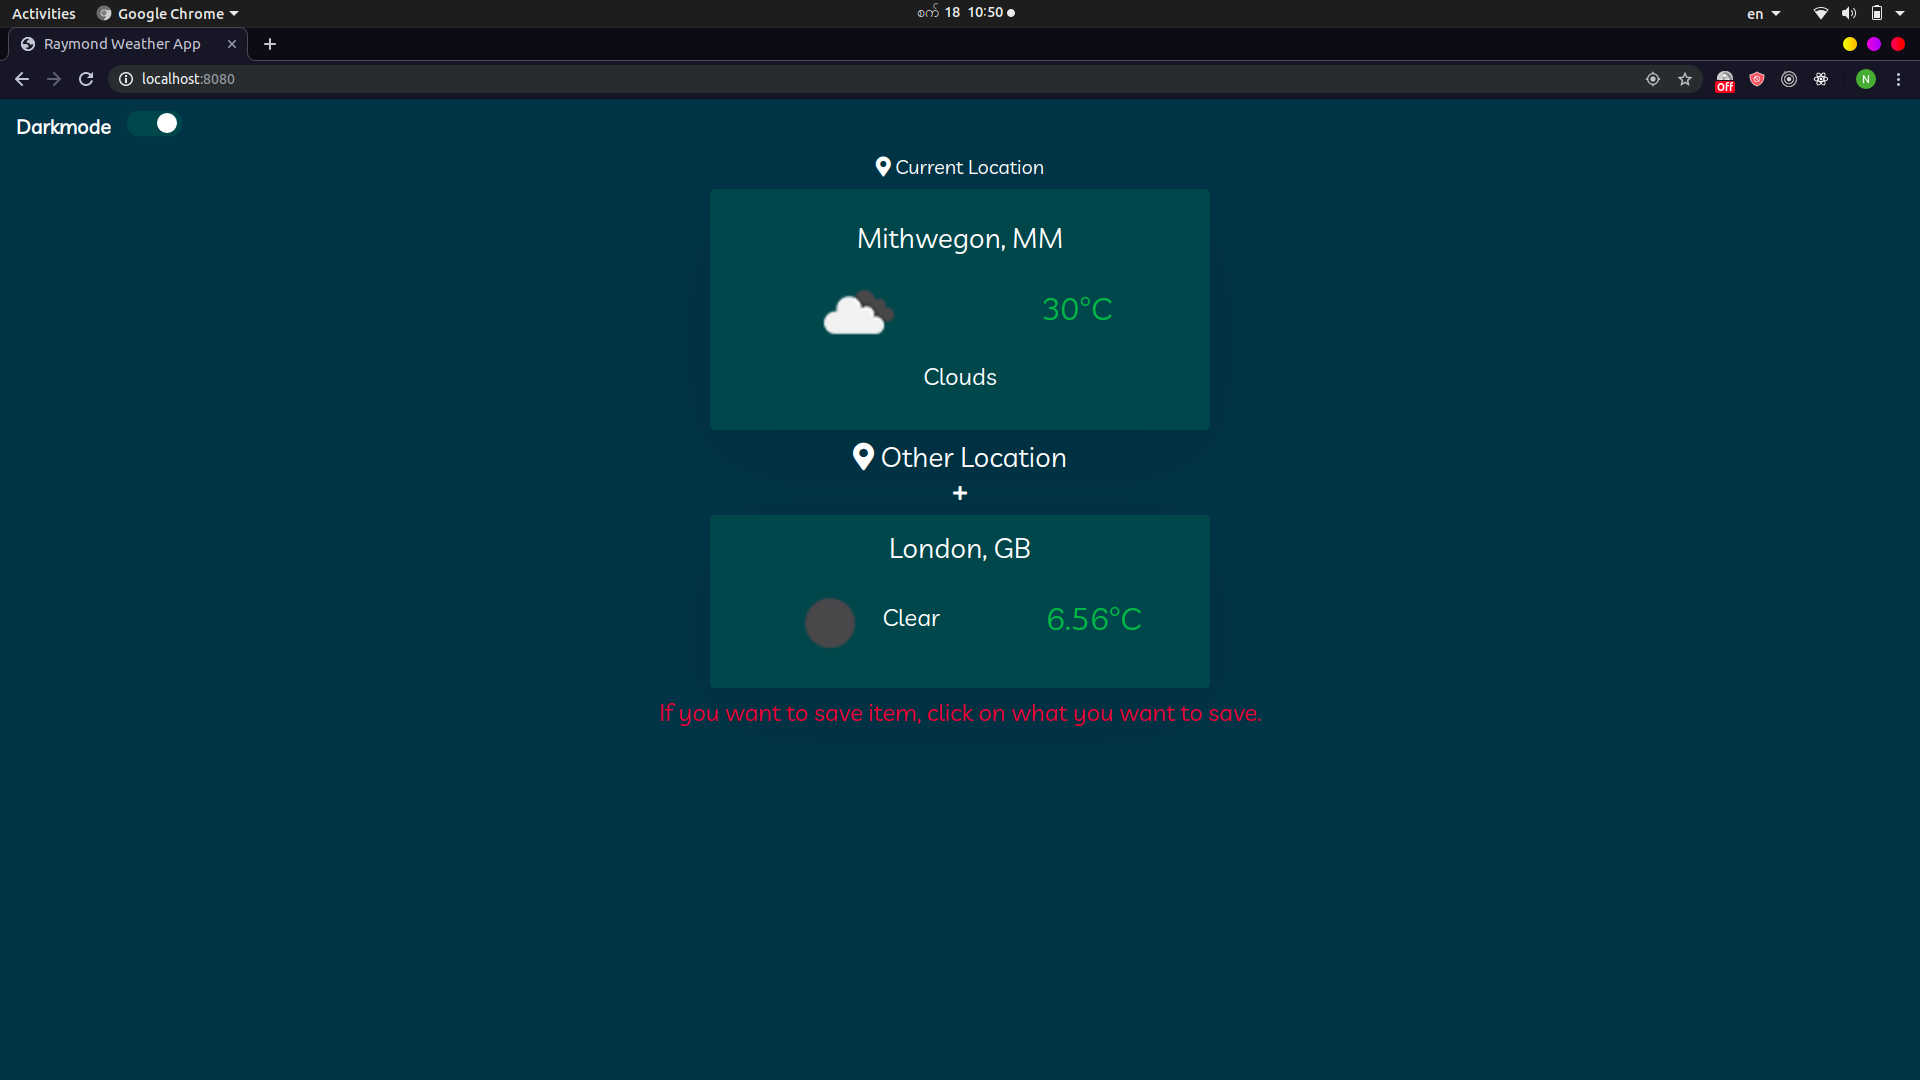 Activities Google Chrome စက် 18 10:50 en
Raymond Weather App
localhost:8080 Off N
Darkmode
Current Location
Mithwegon, MM
30°C
Clouds
Other Location
+
London, GB
Clear 6.56°C
If you want to save item, click on what you want to save.